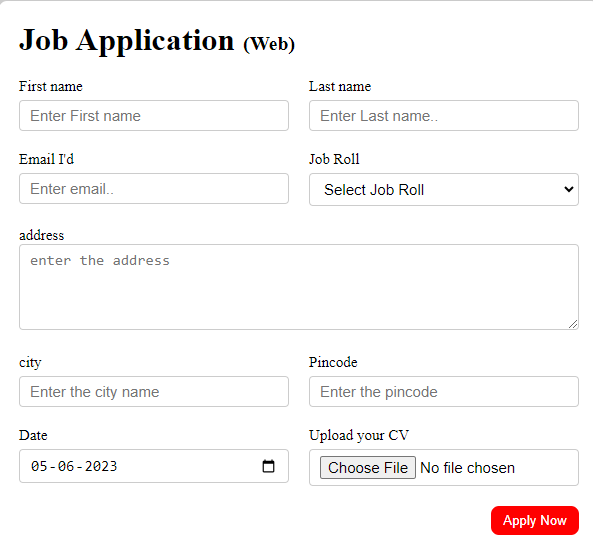 Job Application (Web)
First name Last name
Enter First name Enter Last name..
Email I'd Job Roll
Enter email.. Select Job Roll
address
enter the address
city Pincode
Enter the city name Enter the pincode
Date Upload your CV
05-06-2023 Choose File No file chosen
Apply Now